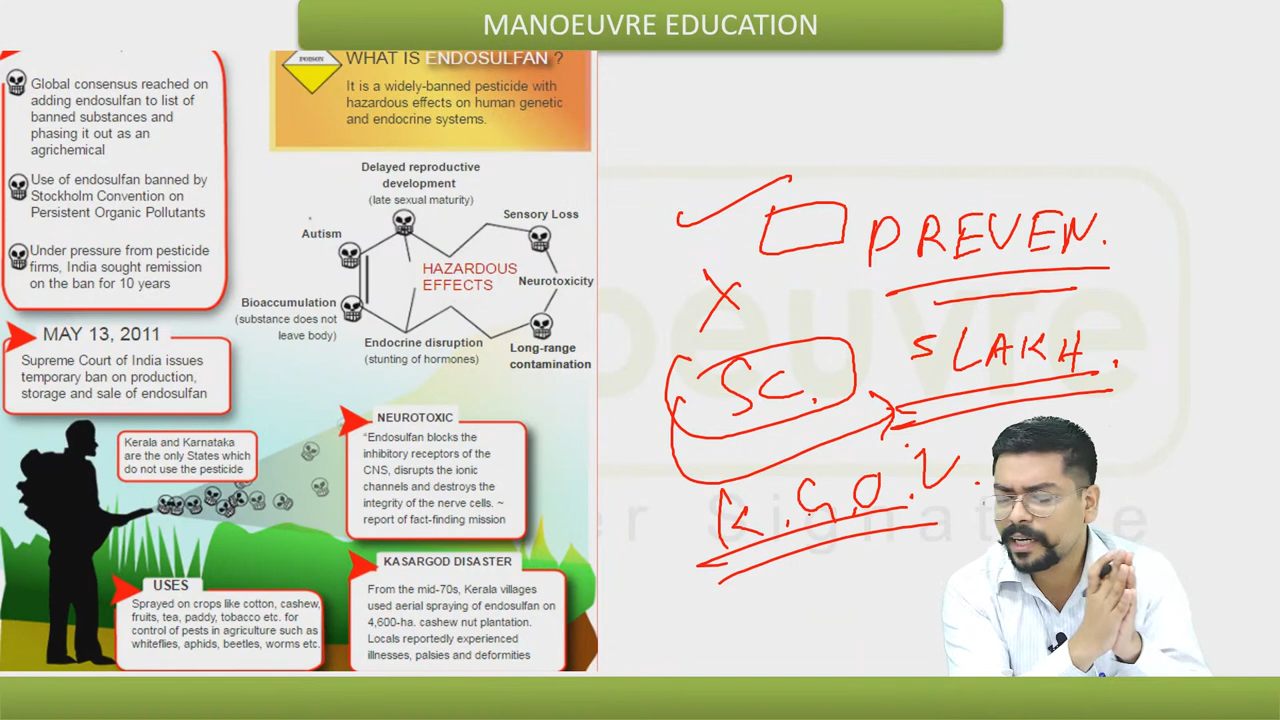 MANOEUVRE EDUCATION
Global consensus reached on
adding endosulfan to list of
banned substances and
phasing it out as an
agrichemical
Use of endosulfan banned by
Stockholm Convention on
Persistent Organic Pollutants
Under pressure from pesticide
firms, India sought remission
on the ban for 10 years
MAY 13, 2011
Supreme Court of India issues
temporary ban on production,
storage and sale of endosulfan
Kerala and Karnataka
are the only States which
do not use the pesticide
USES
Sprayed on crops like cotton, cashew,
fruits, tea, paddy, tobacco etc. for
control of pests in agriculture such as
whiteflies, aphids, beetles, worms etc.
POISON
WHAT IS ENDOSULFAN ?
It is a widely-banned pesticide with
hazardous effects on human genetic
and endocrine systems.
Delayed reproductive
development
(late sexual maturity)
Sensory Loss
Autism
HAZARDOUS
EFFECTS
Neurotoxicity
Bioaccumulation
(substance does not
leave body)
Endocrine disruption
(stunting of hormones)
Long-range
contamination
NEUROTOXIC
"Endosulfan blocks the
inhibitory receptors of the
CNS, disrupts the ionic
channels and destroys the
integrity of the nerve cells. ~
report of fact-finding mission
KASARGOD DISASTER
From the mid-70s, Kerala villages
used aerial spraying of endosulfan on
4,600-ha. cashew nut plantation.
Locals reportedly experienced
illnesses, palsies and deformities
PREVEN.
5 LAKH.
SC.
K.GOV.